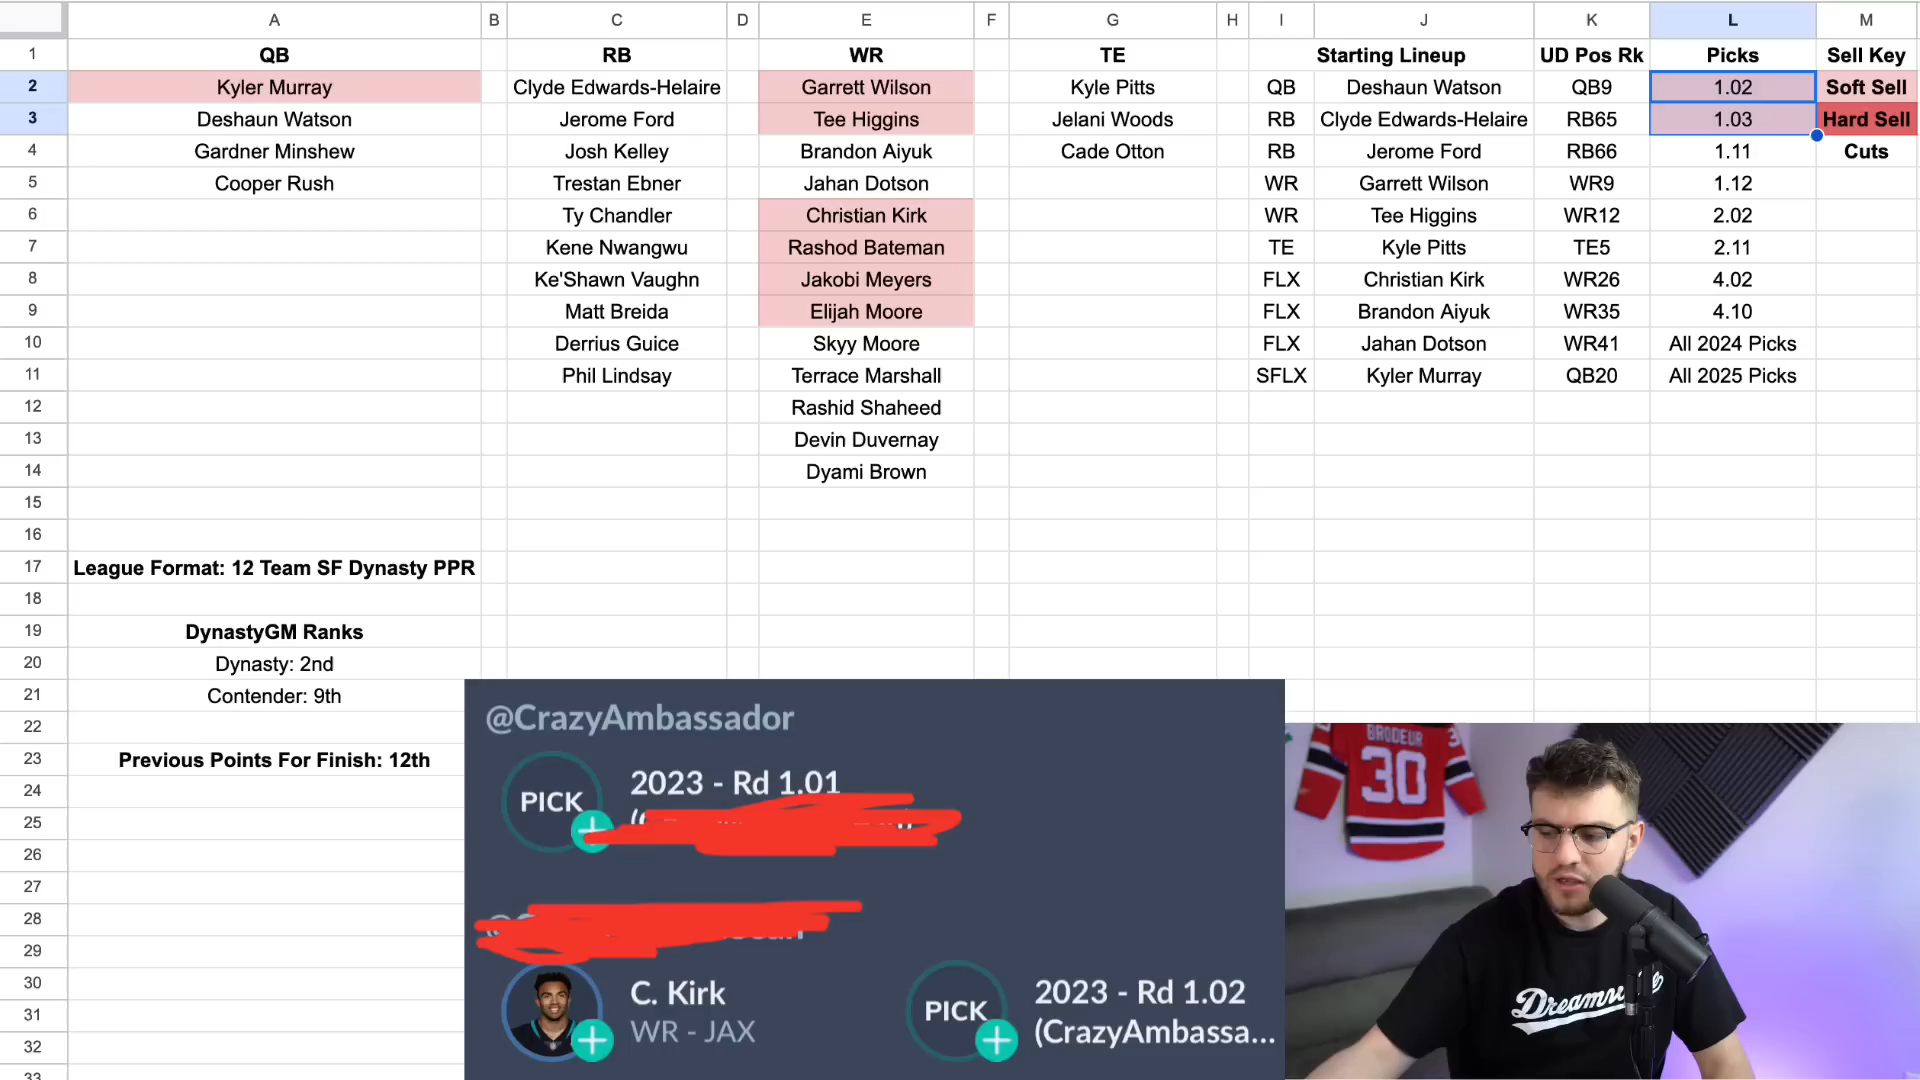 A B C D E F G H I J K L M
1 QB RB WR TE Starting Lineup UD Pos Rk Picks Sell Key
2 Kyler Murray Clyde Edwards-Helaire Garrett Wilson Kyle Pitts QB Deshaun Watson QB9 1.02 Soft Sell
3 Deshaun Watson Jerome Ford Tee Higgins Jelani Woods RB Clyde Edwards-Helaire RB65 1.03 Hard Sell
4 Gardner Minshew Josh Kelley Brandon Aiyuk Cade Otton RB Jerome Ford RB66 1.11 Cuts
5 Cooper Rush Trestan Ebner Jahan Dotson WR Garrett Wilson WR9 1.12
6 Ty Chandler Christian Kirk WR Tee Higgins WR12 2.02
7 Kene Nwangwu Rashod Bateman TE Kyle Pitts TE5 2.11
8 Ke'Shawn Vaughn Jakobi Meyers FLX Christian Kirk WR26 4.02
9 Matt Breida Elijah Moore FLX Brandon Aiyuk WR35 4.10
10 Derrius Guice Skyy Moore FLX Jahan Dotson WR41 All 2024 Picks
11 Phil Lindsay Terrace Marshall SFLX Kyler Murray QB20 All 2025 Picks
12 Rashid Shaheed
13 Devin Duvernay
14 Dyami Brown
15
16
17 League Format: 12 Team SF Dynasty PPR
18
19 DynastyGM Ranks
20 Dynasty: 2nd
21 Contender: 9th
22
23 Previous Points For Finish: 12th
24
25
26
27
28
29
30
31
32
33
@CrazyAmbassador
PICK 2023 - Rd 1.01
C. Kirk
WR - JAX
PICK 2023 - Rd 1.02
(CrazyAmbassa...
BRODEUR
30